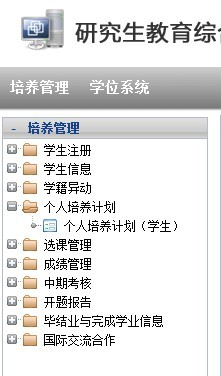 研究生教育综
培养管理 学位系统
- 培养管理
学生注册
学生信息
学籍异动
个人培养计划
个人培养计划（学生）
选课管理
成绩管理
中期考核
开题报告
毕结业与完成学业信息
国际交流合作